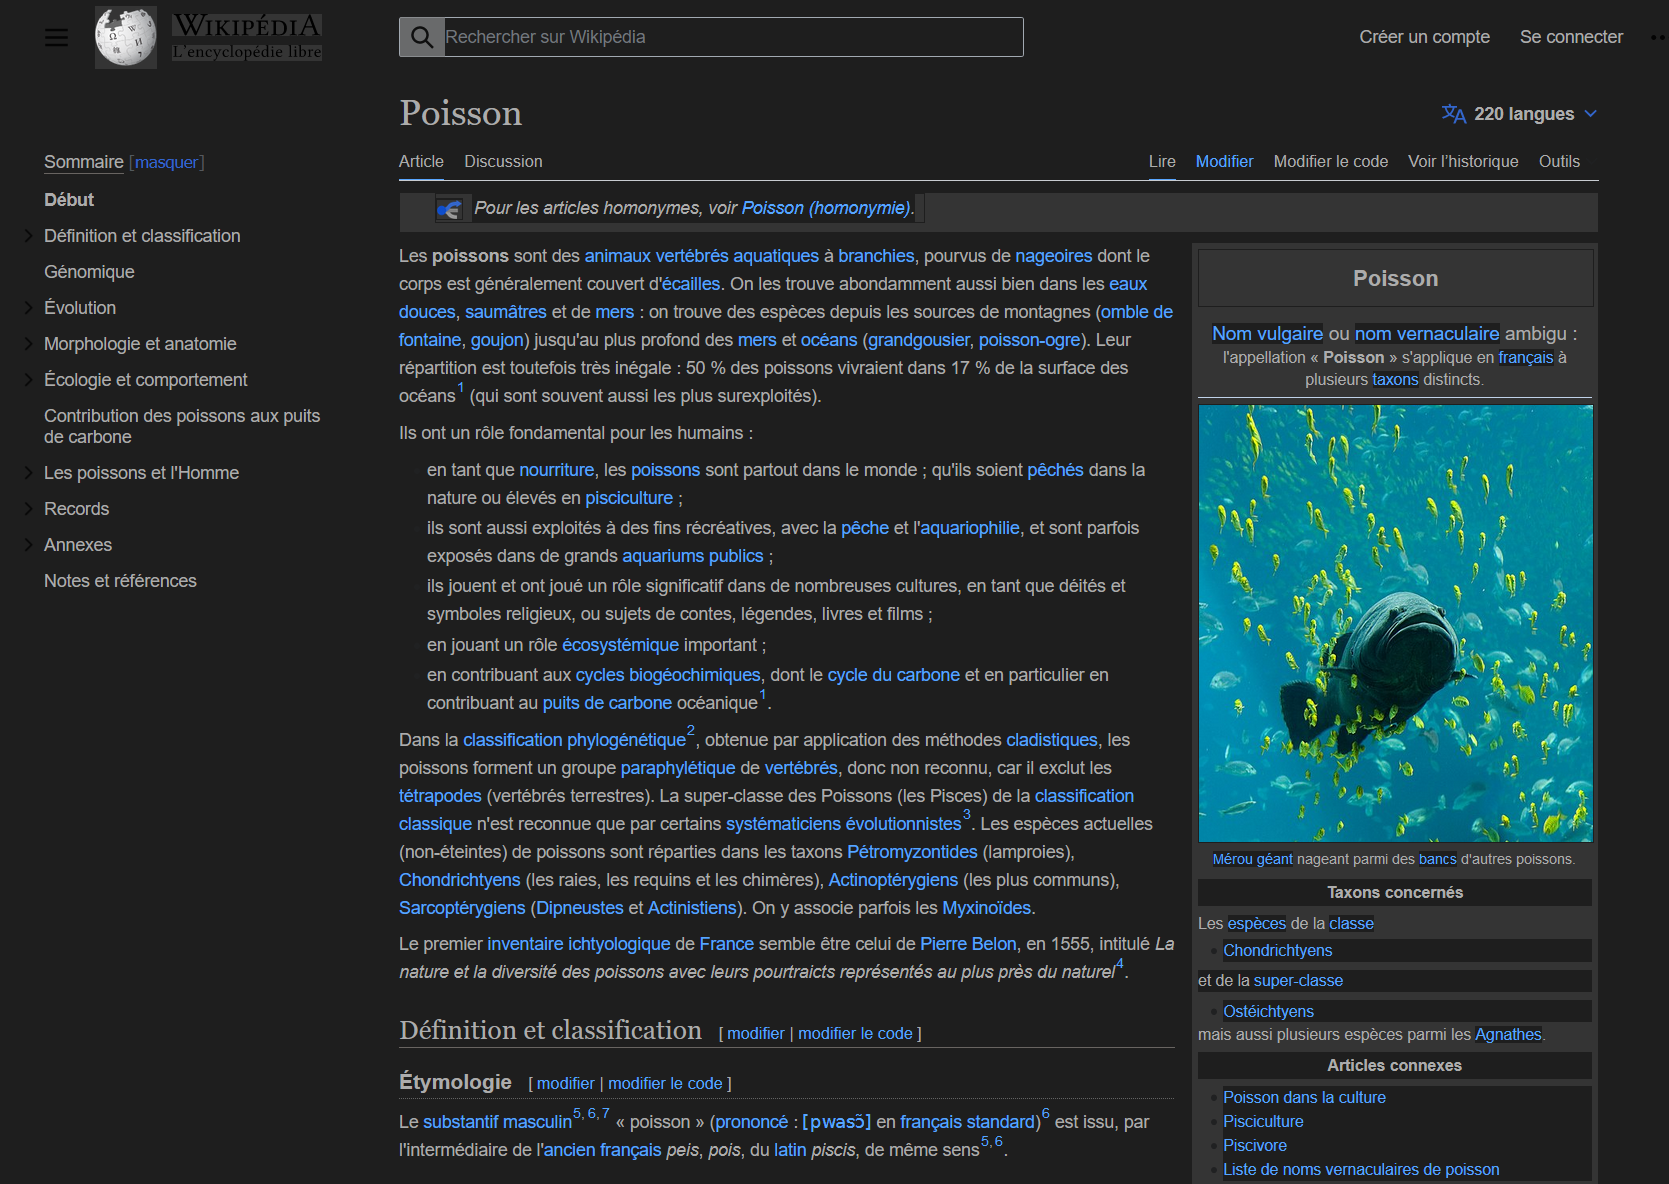 WIKIPÉDIA
L'encyclopédie libre
Rechercher sur Wikipédia
Créer un compte
Se connecter
Poisson
220 langues
Article
Discussion
Lire
Modifier
Modifier le code
Voir l’historique
Outils
Sommaire [masquer]
Début
Définition et classification
Génomique
Évolution
Morphologie et anatomie
Écologie et comportement
Contribution des poissons aux puits
de carbone
Les poissons et l'Homme
Records
Annexes
Notes et références
Pour les articles homonymes, voir Poisson (homonymie).
Les poissons sont des animaux vertébrés aquatiques à branchies, pourvus de nageoires dont le
corps est généralement couvert d'écailles. On les trouve abondamment aussi bien dans les eaux
douces, saumâtres et de mers : on trouve des espèces depuis les sources de montagnes (omble de
fontaine, goujon) jusqu'au plus profond des mers et océans (grandgousier, poisson-ogre). Leur
répartition est toutefois très inégale : 50 % des poissons vivraient dans 17 % de la surface des
océans1 (qui sont souvent aussi les plus surexploités).
Ils ont un rôle fondamental pour les humains :
en tant que nourriture, les poissons sont partout dans le monde ; qu'ils soient pêchés dans la
nature ou élevés en pisciculture ;
ils sont aussi exploités à des fins récréatives, avec la pêche et l'aquariophilie, et sont parfois
exposés dans de grands aquariums publics ;
ils jouent et ont joué un rôle significatif dans de nombreuses cultures, en tant que déités et
symboles religieux, ou sujets de contes, légendes, livres et films ;
en jouant un rôle écosystémique important ;
en contribuant aux cycles biogéochimiques, dont le cycle du carbone et en particulier en
contribuant au puits de carbone océanique1.
Dans la classification phylogénétique2, obtenue par application des méthodes cladistiques, les
poissons forment un groupe paraphylétique de vertébrés, donc non reconnu, car il exclut les
tétrapodes (vertébrés terrestres). La super-classe des Poissons (les Pisces) de la classification
classique n'est reconnue que par certains systématiciens évolutionnistes3. Les espèces actuelles
(non-éteintes) de poissons sont réparties dans les taxons Pétromyzontides (lamproies),
Chondrichtyens (les raies, les requins et les chimères), Actinoptérygiens (les plus communs),
Sarcoptérygiens (Dipneustes et Actinistiens). On y associe parfois les Myxinoïdes.
Le premier inventaire ichtyologique de France semble être celui de Pierre Belon, en 1555, intitulé La
nature et la diversité des poissons avec leurs pourtraicts représentés au plus près du naturel4.
Définition et classification [ modifier | modifier le code ]
Étymologie [ modifier | modifier le code ]
Le substantif masculin5, 6, 7 « poisson » (prononcé : [pwasɔ̃] en français standard)6 est issu, par
l'intermédiaire de l'ancien français peis, pois, du latin piscis, de même sens5, 6.
Poisson
Nom vulgaire ou nom vernaculaire ambigu :
l'appellation « Poisson » s'applique en français à
plusieurs taxons distincts.
Mérou géant nageant parmi des bancs d'autres poissons.
Taxons concernés
Les espèces de la classe
Chondrichtyens
et de la super-classe
Ostéichtyens
mais aussi plusieurs espèces parmi les Agnathes.
Articles connexes
Poisson dans la culture
Pisciculture
Piscivore
Liste de noms vernaculaires de poisson